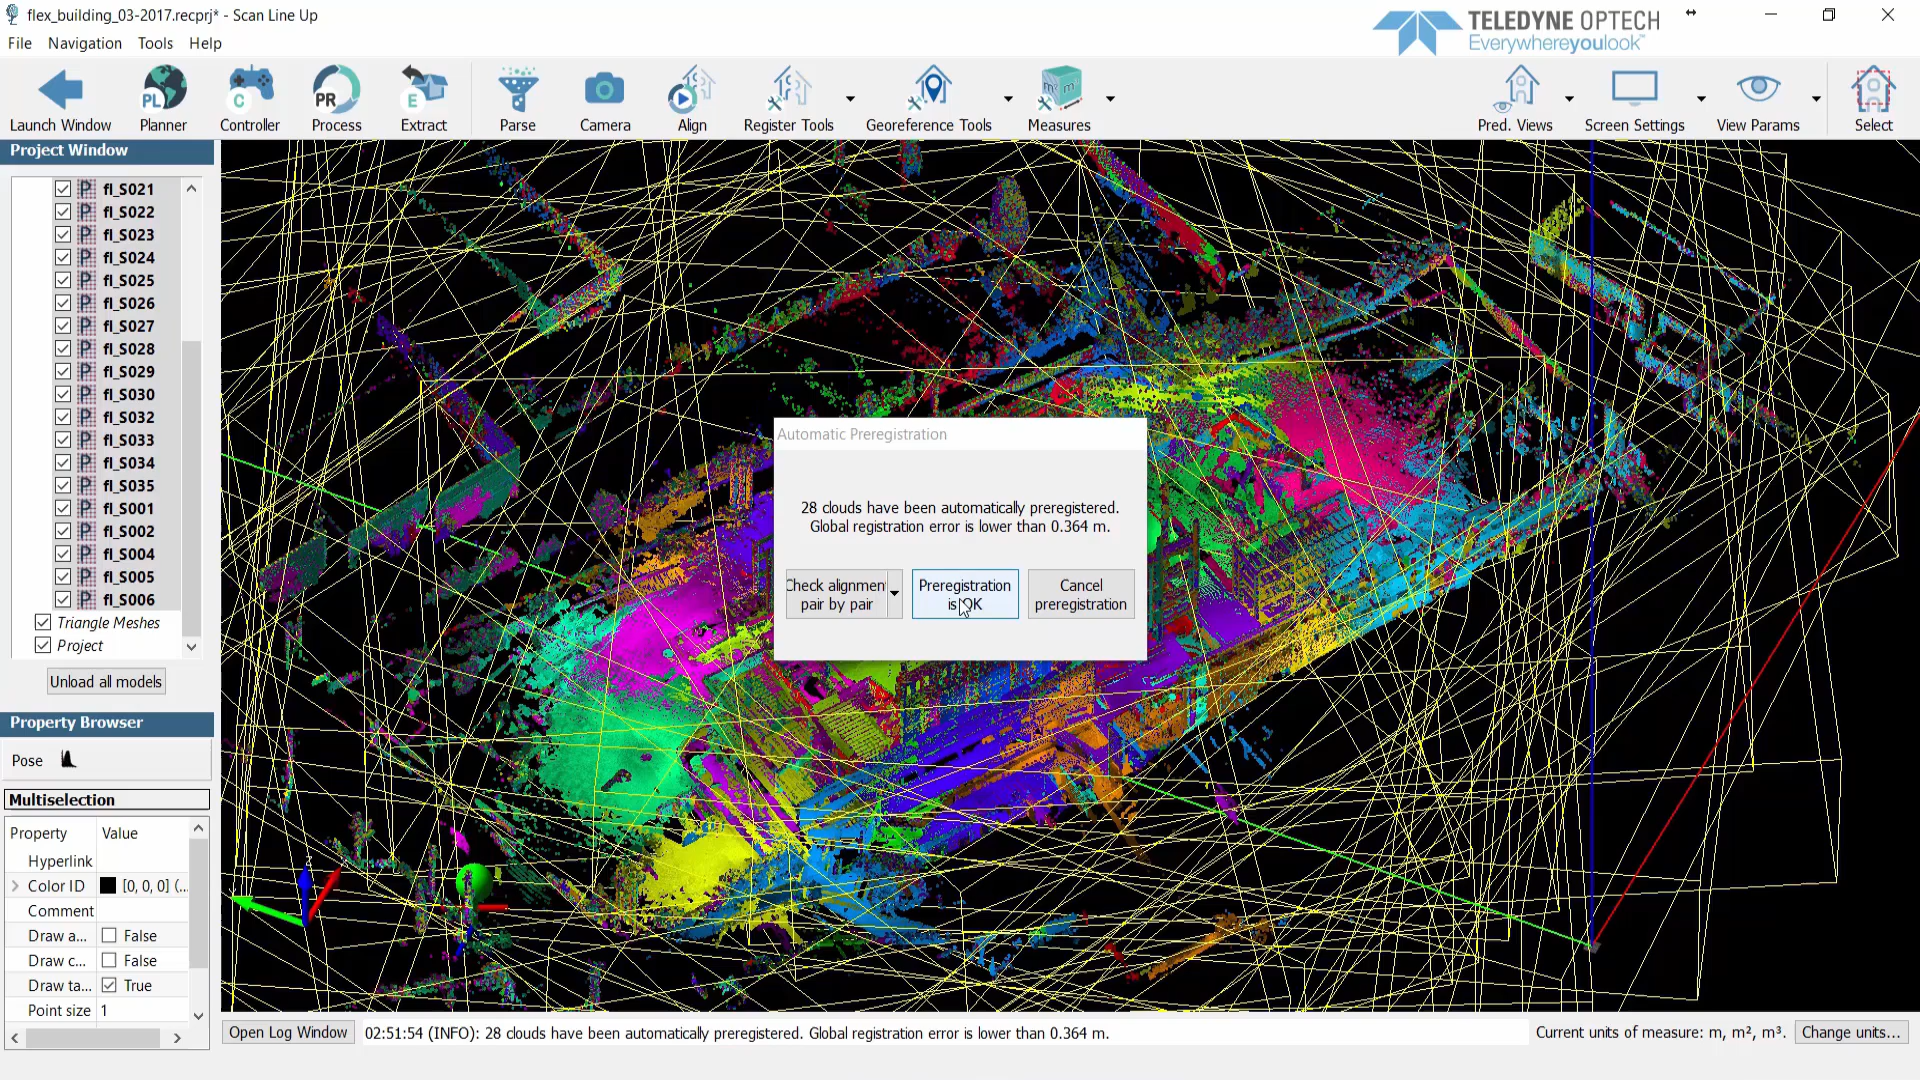 flex_building_03-2017.recprj* - Scan Line Up
TELEDYNE OPTECH
Everywhereyoulook™
File Navigation Tools Help
PL
C
PR
E
m² m³
Launch Window Planner Controller Process Extract Parse Camera Align Register Tools Georeference Tools Measures Pred. Views Screen Settings View Params Select
Project Window
fl_S021
fl_S022
fl_S023
fl_S024
fl_S025
fl_S026
fl_S027
fl_S028
fl_S029
fl_S030
fl_S032
fl_S033
fl_S034
fl_S035
fl_S001
fl_S002
fl_S004
fl_S005
fl_S006
Triangle Meshes
Project
Unload all models
Property Browser
Pose
Multiselection
Property Value
Hyperlink
Color ID [0, 0, 0] (...
Comment
Draw a... False
Draw c... False
Draw ta... True
Point size 1
Automatic Preregistration
28 clouds have been automatically preregistered.
Global registration error is lower than 0.364 m.
Check alignment
pair by pair
Preregistration
is OK
Cancel
preregistration
Open Log Window 02:51:54 (INFO): 28 clouds have been automatically preregistered. Global registration error is lower than 0.364 m. Current units of measure: m, m², m³. Change units...